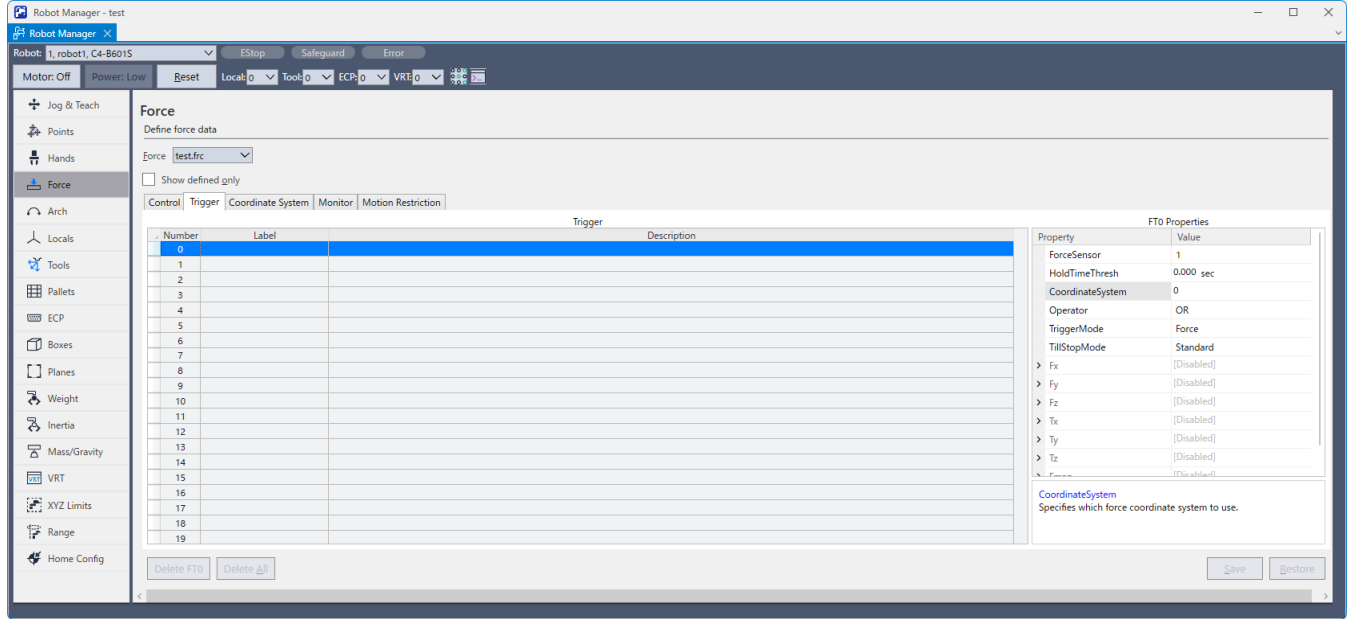 Robot Manager - test
Robot Manager
Robot: 1, robot1, C4-B601S EStop Safeguard Error
Motor: Off Power: Low Reset Local: 0 Tool: 0 ECP: 0 VRT: 0
Jog & Teach
Points
Hands
Force
Arch
Locals
Tools
Pallets
ECP
Boxes
Planes
Weight
Inertia
Mass/Gravity
VRT
XYZ Limits
Range
Home Config
Force
Define force data
Force test.frc
Show defined only
Control Trigger Coordinate System Monitor Motion Restriction
Trigger
Number Label Description
0
1
2
3
4
5
6
7
8
9
10
11
12
13
14
15
16
17
18
19
FT0 Properties
Property Value
ForceSensor 1
HoldTimeThresh 0.000 sec
CoordinateSystem 0
Operator OR
TriggerMode Force
TillStopMode Standard
Fx [Disabled]
Fy [Disabled]
Fz [Disabled]
Tx [Disabled]
Ty [Disabled]
Tz [Disabled]
CoordinateSystem
Specifies which force coordinate system to use.
Delete FT0 Delete All Save Restore